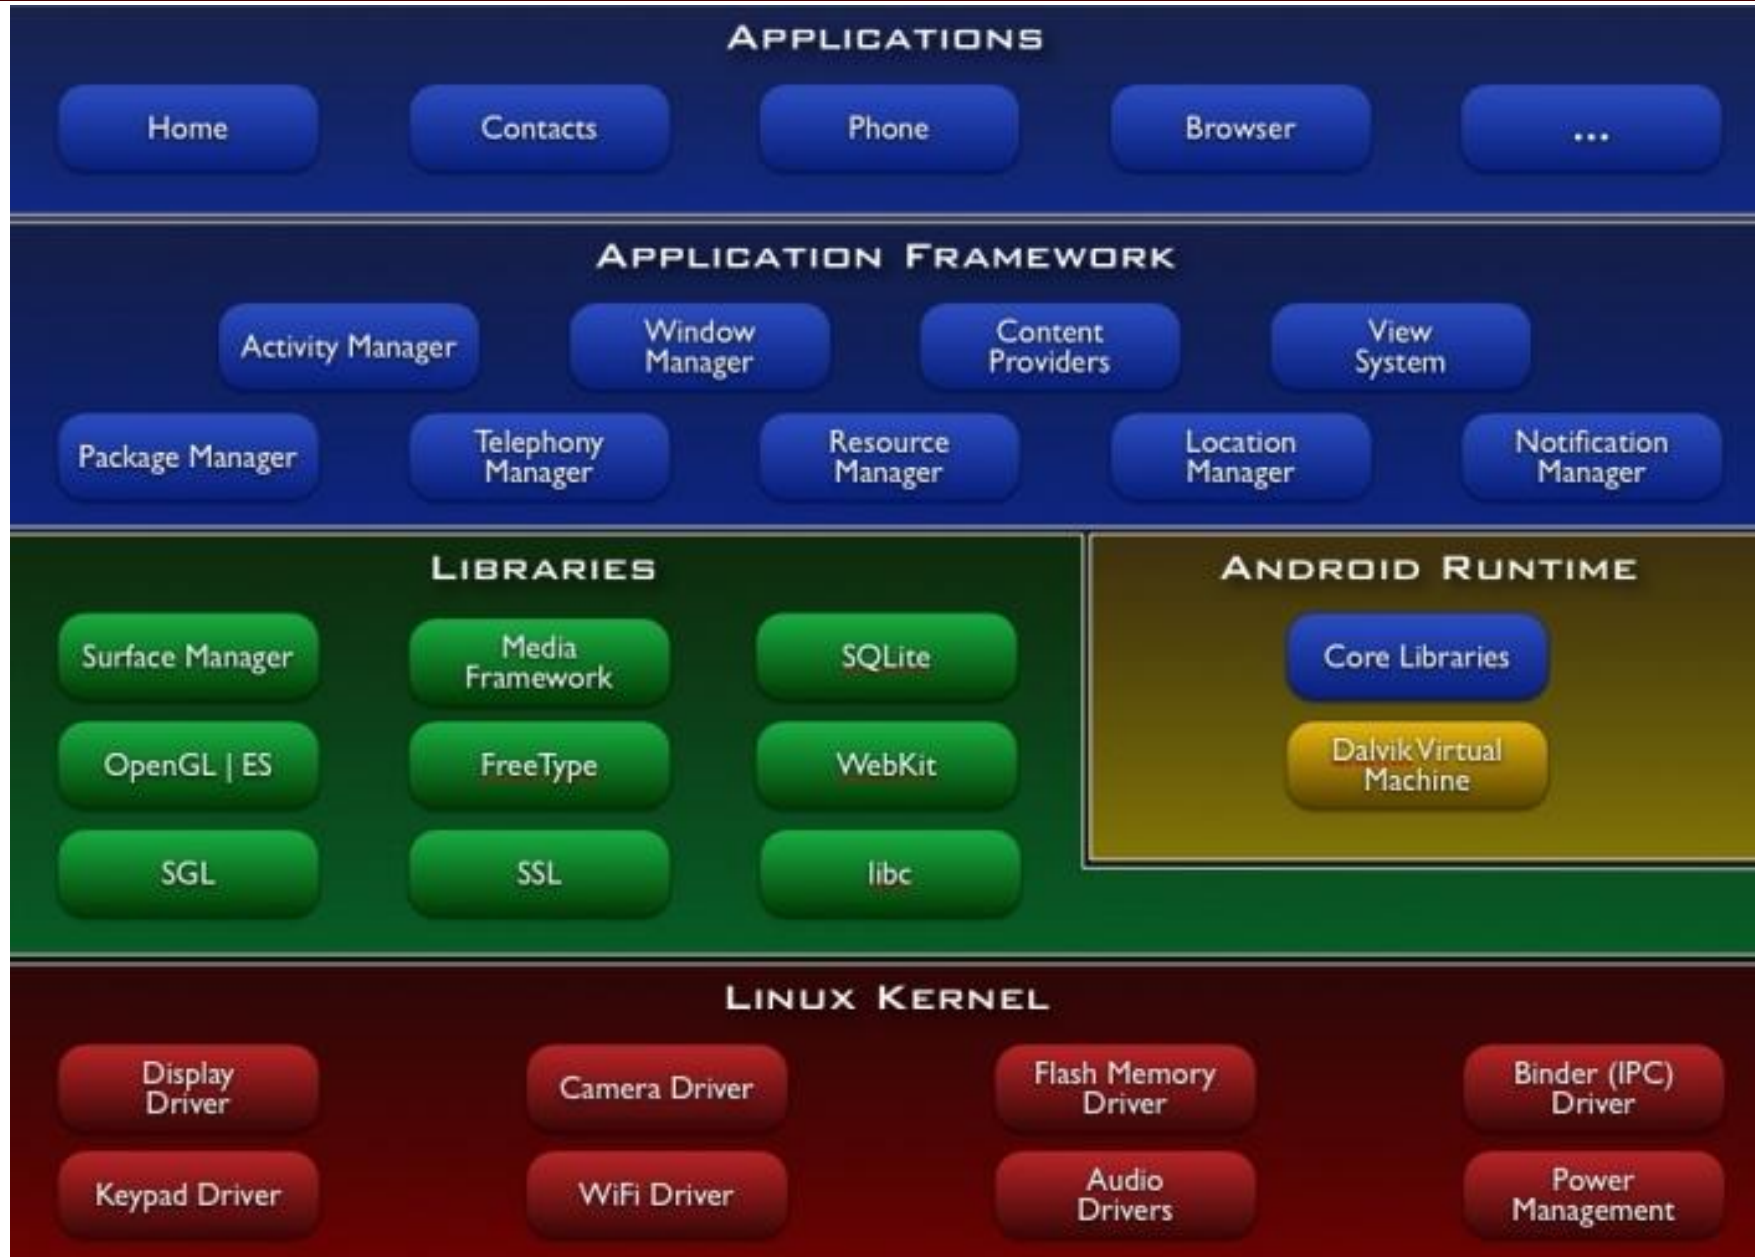 APPLICATIONS
Home
Contacts
Phone
Browser
...
APPLICATION FRAMEWORK
Activity Manager
Window
Manager
Content
Providers
View
System
Package Manager
Telephony
Manager
Resource
Manager
Location
Manager
Notification
Manager
LIBRARIES
Surface Manager
Media
Framework
SQLite
OpenGL | ES
FreeType
WebKit
SGL
SSL
libc
ANDROID RUNTIME
Core Libraries
Dalvik Virtual
Machine
LINUX KERNEL
Display
Driver
Camera Driver
Flash Memory
Driver
Binder (IPC)
Driver
Keypad Driver
WiFi Driver
Audio
Drivers
Power
Management